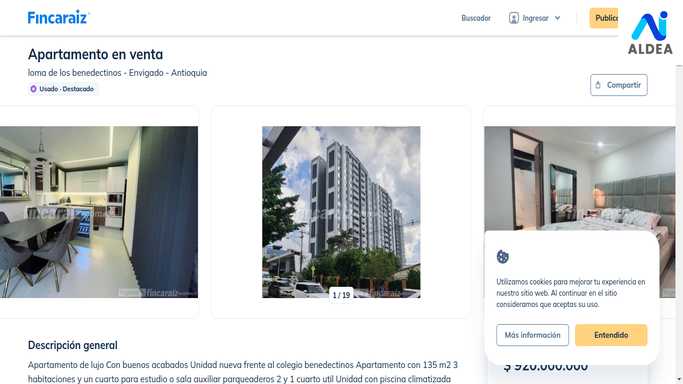 Fincaraiz
Buscador
Ingresar
Publica
ALDEA
Apartamento en venta
loma de los benedectinos - Envigado - Antioquia
Usado · Destacado
Compartir
fincaraiz
fincaraiz
fincaraiz
fincaraiz
1 / 19
Utilizamos cookies para mejorar tu experiencia en
nuestro sitio web. Al continuar en el sitio
consideramos que aceptas su uso.
Más información
Entendido
$ 920.000.000
Descripción general
Apartamento de lujo Con buenos acabados Unidad nueva frente al colegio benedectinos Apartamento con 135 m2 3
habitaciones y un cuarto para estudio o sala auxiliar parqueaderos 2 y 1 cuarto util Unidad con piscina climatizada